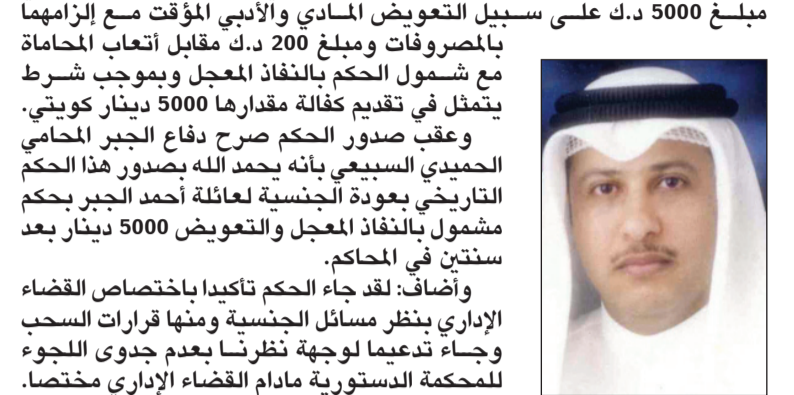 مبلغ 5000 د.ك على سبيل التعويض المادي والأدبي المؤقت مع إلزامهما
بالمصروفات ومبلغ 200 د.ك مقابل أتعاب المحاماة
مع شمول الحكم بالنفاذ المعجل وبموجب شرط
يتمثل في تقديم كفالة مقدارها 5000 دينار كويتي.
وعقب صدور الحكم صرح دفاع الجبر المحامي
الحميدي السبيعي بأنه يحمد الله بصدور هذا الحكم
التاريخي بعودة الجنسية لعائلة أحمد الجبر بحكم
مشمول بالنفاذ المعجل والتعويض 5000 دينار بعد
سنتين في المحاكم.
وأضاف: لقد جاء الحكم تأكيدا باختصاص القضاء
الإداري بنظر مسائل الجنسية ومنها قرارات السحب
وجاء تدعيما لوجهة نظرنا بعدم جدوى اللجوء
للمحكمة الدستورية مادام القضاء الإداري مختصا.